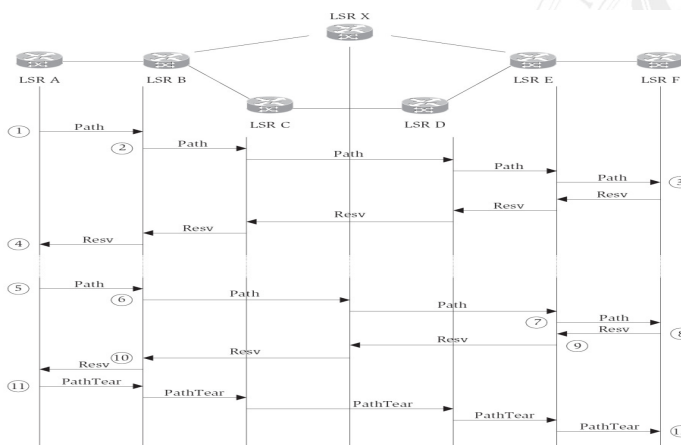 LSR X
LSR A LSR B LSR E LSR F
LSR C LSR D
1 Path
2 Path
Path
Path
Path 3
Resv
Resv
Resv
Resv
4 Resv
5 Path
6 Path
Path
7 Path
Resv 8
Resv 9
10 Resv
Resv
11 PathTear
PathTear
PathTear
PathTear
PathTear